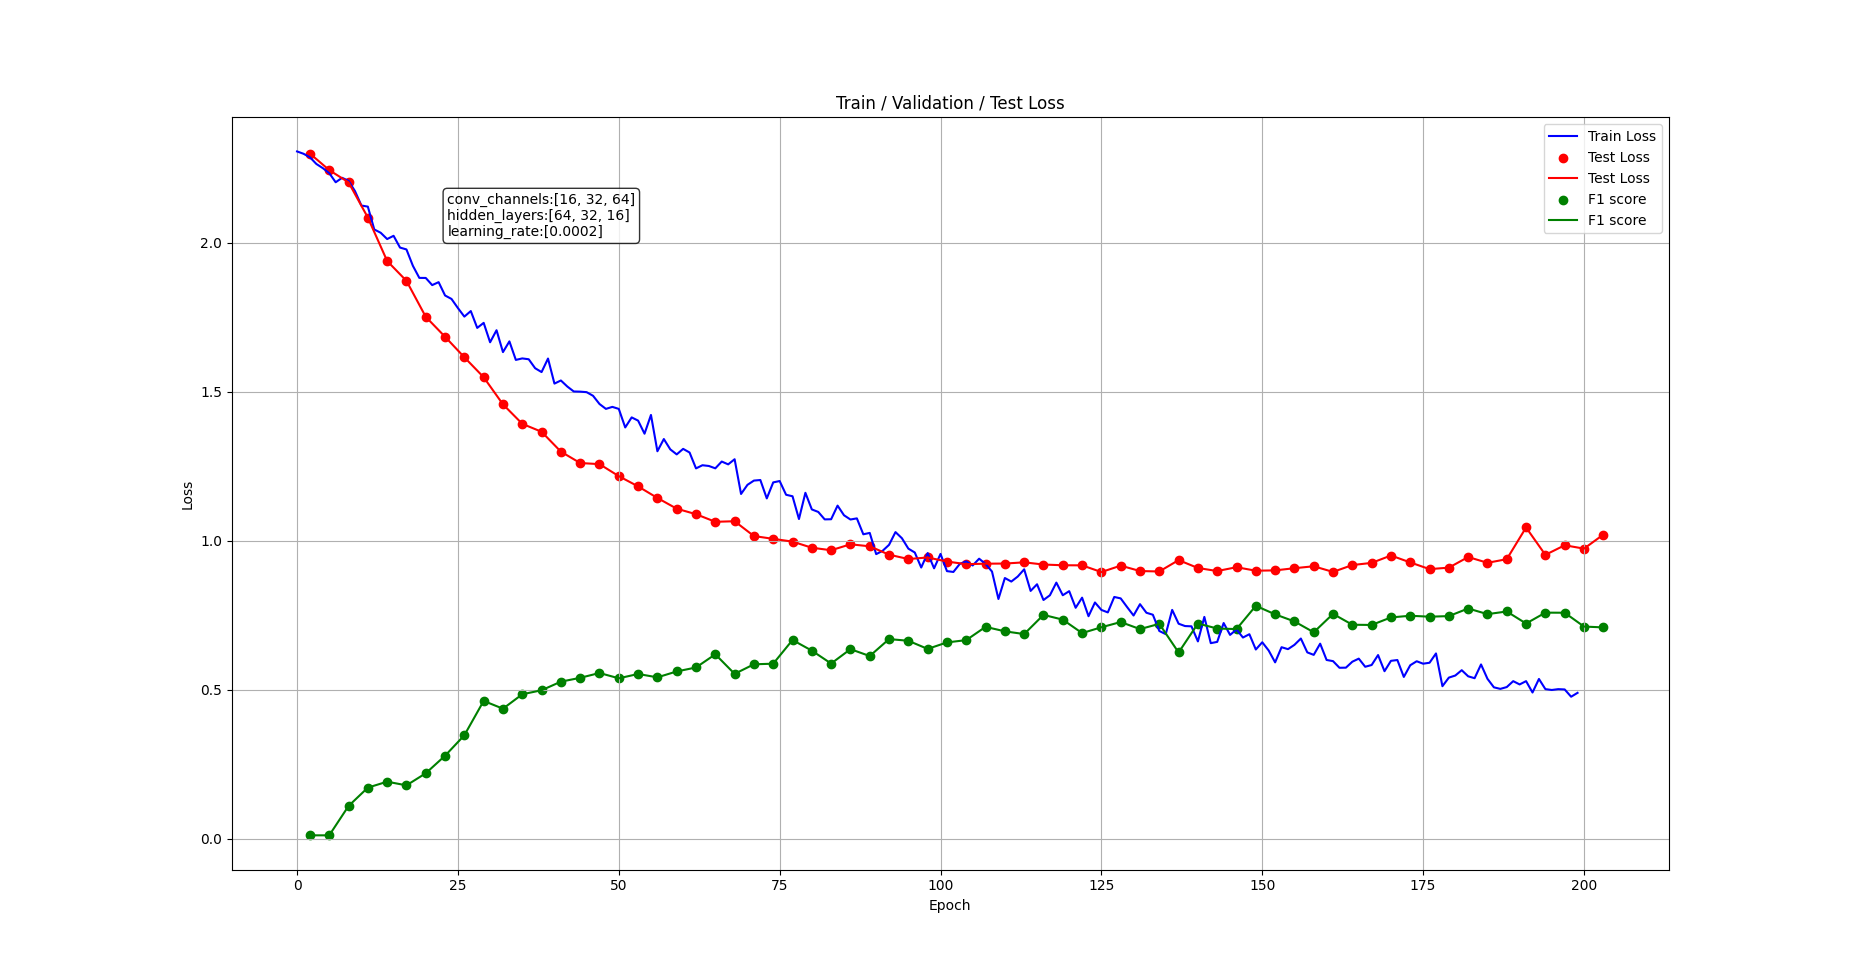 Train / Validation / Test Loss
Train Loss
Test Loss
Test Loss
F1 score
F1 score
conv_channels:[16, 32, 64]
hidden_layers:[64, 32, 16]
learning_rate:[0.0002]
2.0
1.5
1.0
0.5
0.0
Loss
0 25 50 75 100 125 150 175 200
Epoch